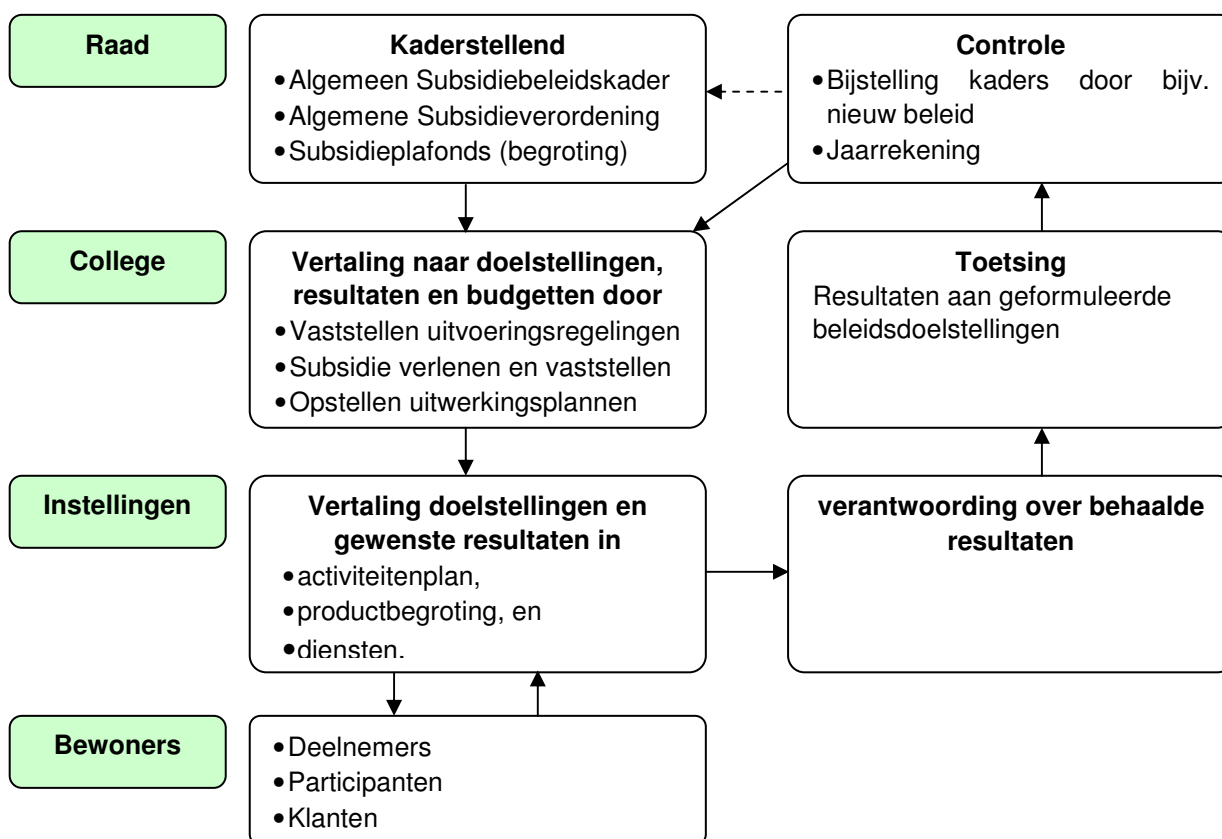 Raad
Kaderstellend
•Algemeen Subsidiebeleidskader
•Algemene Subsidieverordening
•Subsidieplafonds (begroting)
Controle
•Bijstelling kaders door bijv.
nieuw beleid
•Jaarrekening
College
Vertaling naar doelstellingen,
resultaten en budgetten door
•Vaststellen uitvoeringsregelingen
•Subsidie verlenen en vaststellen
•Opstellen uitwerkingsplannen
Toetsing
Resultaten aan geformuleerde
beleidsdoelstellingen
Instellingen
Vertaling doelstellingen en
gewenste resultaten in
•activiteitenplan,
•productbegroting, en
•diensten.
verantwoording over behaalde
resultaten
Bewoners
•Deelnemers
•Participanten
•Klanten